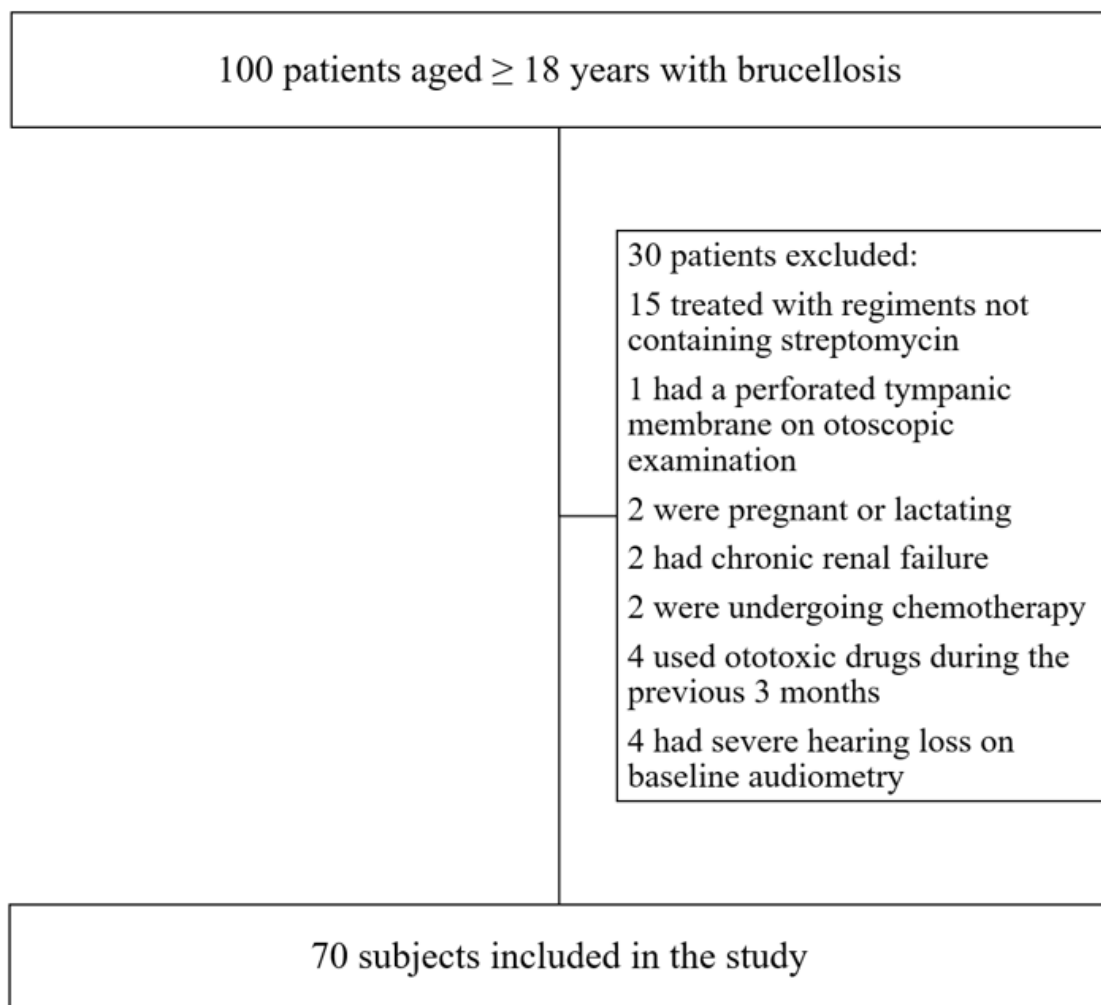 100 patients aged ≥ 18 years with brucellosis
30 patients excluded:
15 treated with regiments not
containing streptomycin
1 had a perforated tympanic
membrane on otoscopic
examination
2 were pregnant or lactating
2 had chronic renal failure
2 were undergoing chemotherapy
4 used ototoxic drugs during the
previous 3 months
4 had severe hearing loss on
baseline audiometry
70 subjects included in the study